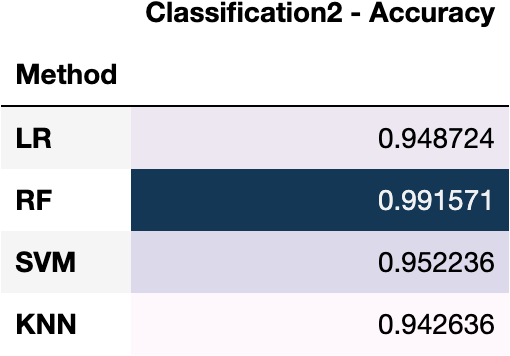 Classification2 - Accuracy
Method
LR 0.948724
RF 0.991571
SVM 0.952236
KNN 0.942636